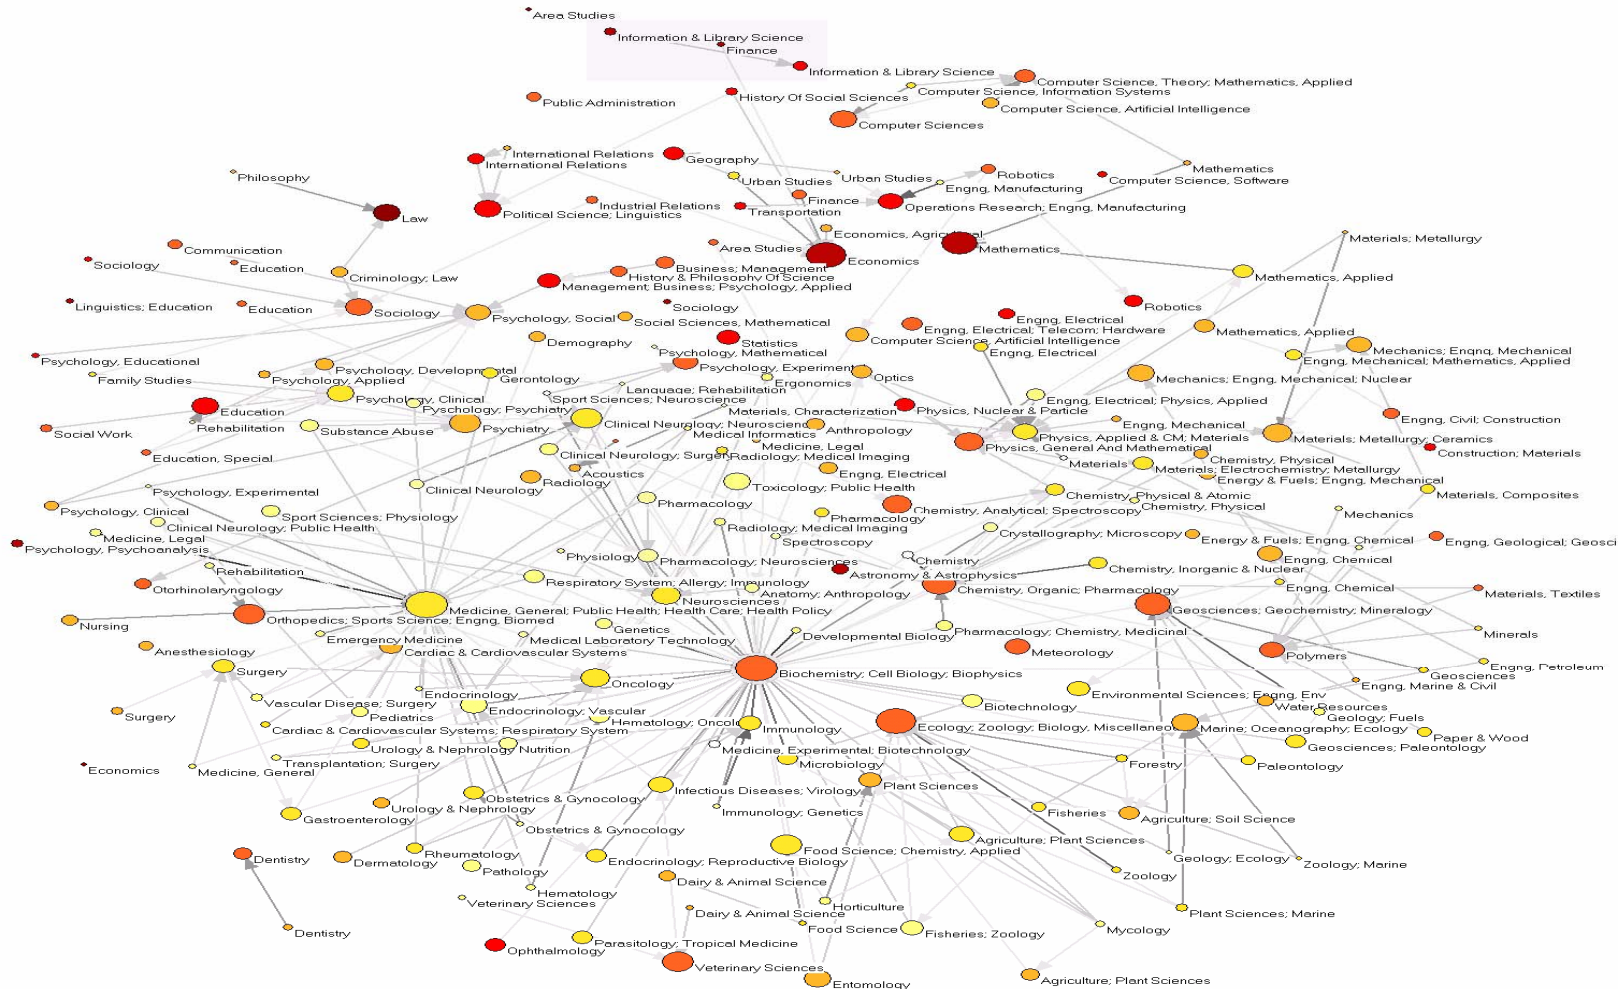 Area Studies
Information & Library Science
Finance
Information & Library Science
Computer Science, Theory; Mathematics, Applied
Computer Science, Information Systems
History Of Social Sciences
Public Administration
Computer Science, Artificial Intelligence
Computer Sciences
International Relations
International Relations
Geography
Mathematics
Philosophy
Urban Studies
Urban Studies
Robotics
Computer Science, Software
Engng, Manufacturing
Industrial Relations
Finance
Operations Research; Engng, Manufacturing
Transportation
Political Science; Linguistics
Law
Economics, Agricultural
Materials; Metallurgy
Communication
Area Studies
Mathematics
Economics
Sociology
Education
Criminology; Law
Business; Management
History & Philosophy Of Science
Management; Business; Psychology, Applied
Mathematics, Applied
Linguistics; Education
Education
Sociology
Sociology
Robotics
Psychology, Social
Social Sciences, Mathematical
Engng, Electrical
Engng, Electrical; Telecom; Hardware
Mathematics, Applied
Demography
Statistics
Computer Science, Artificial Intelligence
Engng, Electrical
Mechanics; Engng, Mechanical
Psychology, Educational
Psychology, Mathematical
Engng, Mechanical; Mathematics, Applied
Psychology, Developmental
Psychology, Experimental
Family Studies
Psychology, Applied
Gerontology
Ergonomics
Optics
Mechanics; Engng, Mechanical; Nuclear
Language; Rehabilitation
Psychology, Clinical
Sport Sciences; Neuroscience
Engng, Electrical; Physics, Applied
Education
Pyschology; Psychiatry
Materials, Characterization
Physics, Nuclear & Particle
Engng, Civil; Construction
Rehabilitation
Substance Abuse
Psychiatry
Clinical Neurology; Neuroscience
Anthropology
Engng, Mechanical
Social Work
Medical Informatics
Physics, Applied & CM; Materials
Materials; Metallurgy; Ceramics
Medicine, Legal
Physics, General And Mathematical
Education, Special
Clinical Neurology; Surgery
Radiology; Medical Imaging
Chemistry, Physical
Construction; Materials
Materials
Acoustics
Engng, Electrical
Materials; Electrochemistry; Metallurgy
Radiology
Energy & Fuels; Engng, Mechanical
Psychology, Experimental
Clinical Neurology
Toxicology; Public Health
Chemistry, Physical & Atomic
Materials, Composites
Psychology, Clinical
Pharmacology
Chemistry, Analytical; Spectroscopy
Chemistry, Physical
Sport Sciences; Physiology
Pharmacology
Mechanics
Clinical Neurology; Public Health
Radiology; Medical Imaging
Crystallography; Microscopy
Medicine, Legal
Spectroscopy
Energy & Fuels; Engng, Chemical
Psychology, Psychoanalysis
Physiology
Pharmacology; Neurosciences
Chemistry
Engng, Chemical
Engng, Geological; Geosci
Rehabilitation
Astronomy & Astrophysics
Chemistry, Inorganic & Nuclear
Otorhinolaryngology
Respiratory System; Allergy; Immunology
Chemistry, Organic; Pharmacology
Engng, Chemical
Anatomy; Anthropology
Materials, Textiles
Neurosciences
Medicine, General; Public Health; Health Care; Health Policy
Geosciences; Geochemistry; Mineralogy
Orthopedics; Sports Science; Engng, Biomed
Nursing
Genetics
Pharmacology; Chemistry, Medicinal
Developmental Biology
Minerals
Emergency Medicine
Medical Laboratory Technology
Anesthesiology
Cardiac & Cardiovascular Systems
Meteorology
Polymers
Engng, Petroleum
Surgery
Biochemistry; Cell Biology; Biophysics
Geosciences
Oncology
Engng, Marine & Civil
Endocrinology
Environmental Sciences; Engng, Env
Vascular Disease; Surgery
Biotechnology
Water Resources
Endocrinology; Vascular
Surgery
Pediatrics
Geology; Fuels
Hematology; Oncology
Immunology
Ecology; Zoology; Biology, Miscellaneous
Marine; Oceanography; Ecology
Cardiac & Cardiovascular Systems; Respiratory System
Paper & Wood
Urology & Nephrology
Nutrition
Medicine, Experimental; Biotechnology
Geosciences; Paleontology
Transplantation; Surgery
Microbiology
Forestry
Paleontology
Economics
Medicine, General
Plant Sciences
Infectious Diseases; Virology
Obstetrics & Gynocology
Urology & Nephrology
Immunology; Genetics
Fisheries
Agriculture; Soil Science
Gastroenterology
Obstetrics & Gynocology
Agriculture; Plant Sciences
Food Science; Chemistry, Applied
Rheumatology
Dentistry
Dermatology
Endocrinology; Reproductive Biology
Geology; Ecology
Zoology; Marine
Pathology
Zoology
Dairy & Animal Science
Hematology
Veterinary Sciences
Horticulture
Dairy & Animal Science
Plant Sciences; Marine
Food Science
Fisheries; Zoology
Mycology
Dentistry
Parasitology; Tropical Medicine
Ophthalmology
Veterinary Sciences
Agriculture; Plant Sciences
Entomology